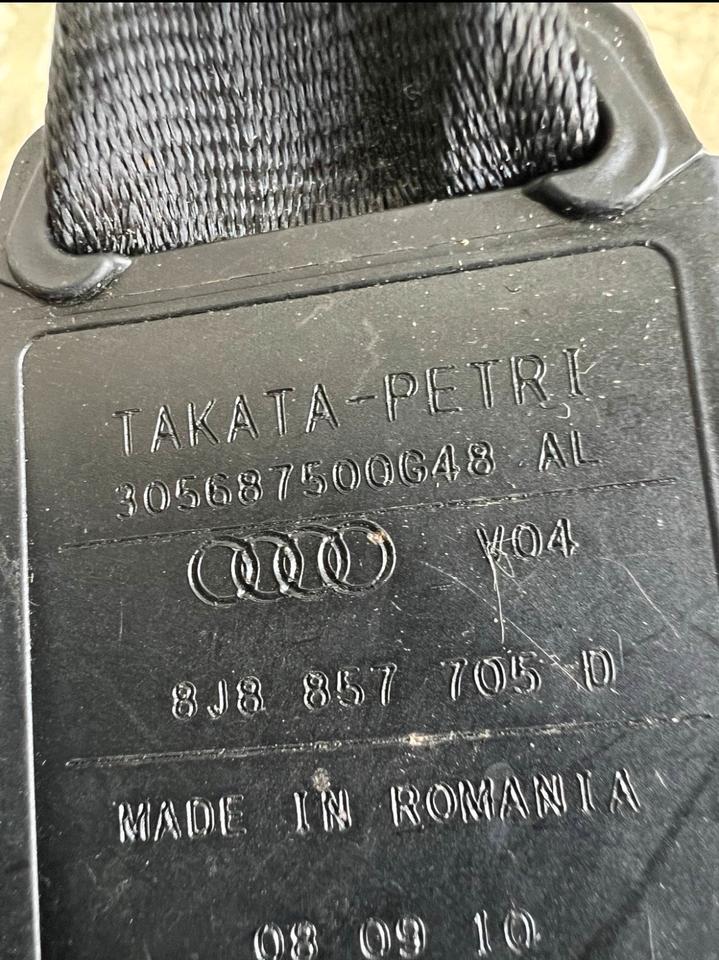 TAKATA-PETRI
305687500G48 AL
V04
8J8 857 705 D
MADE IN ROMANIA
08 09 10